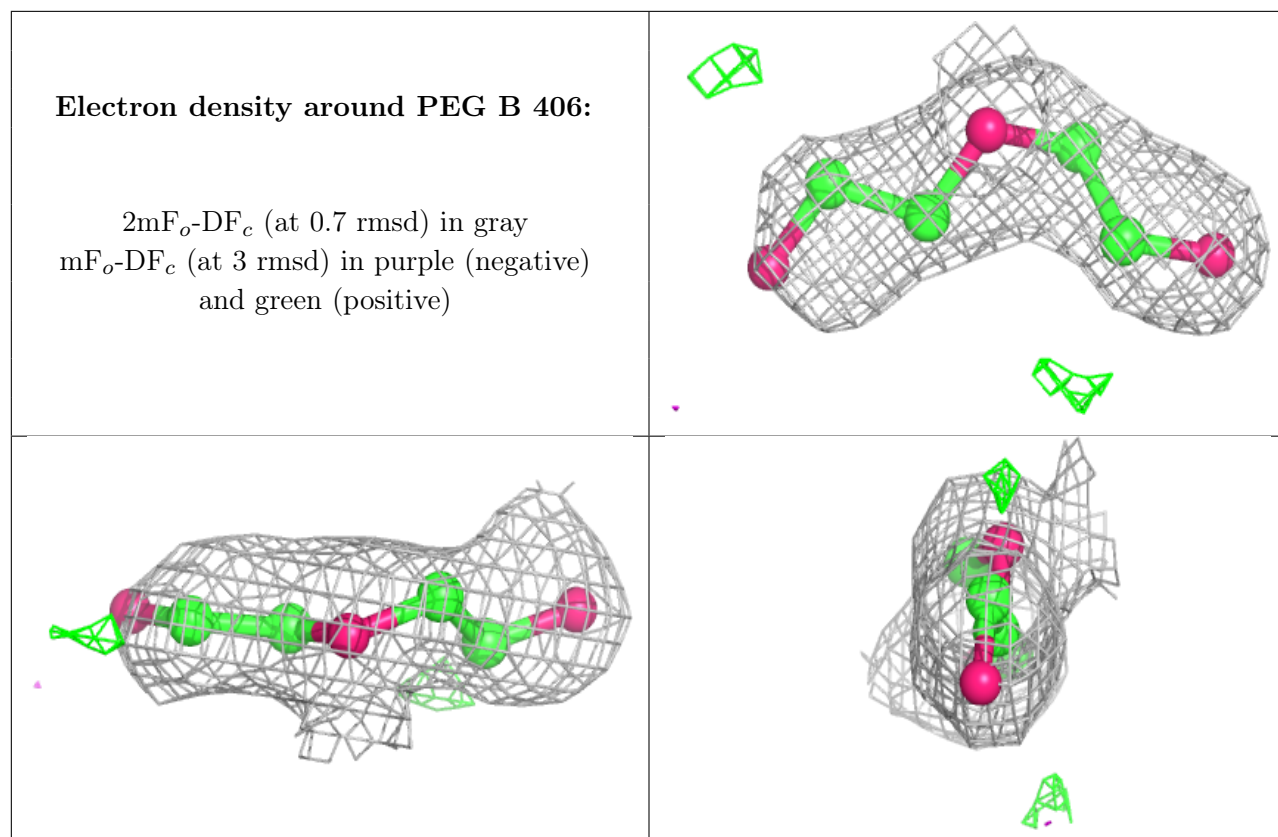 Electron density around PEG B 406:
2mFo-DFc (at 0.7 rmsd) in gray
mFo-DFc (at 3 rmsd) in purple (negative)
and green (positive)